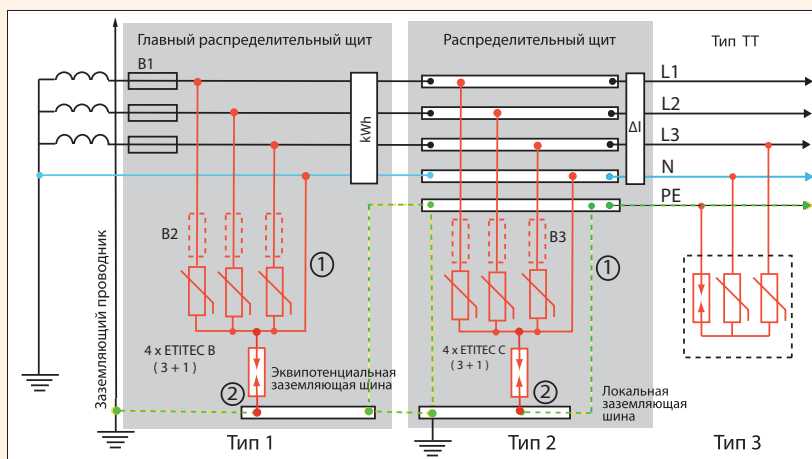 Главный распределительный щит
Распределительный щит
Тип ТТ
B1
L1
L2
L3
N
PE
kWh
ΔI
B2
B3
1
1
Заземляющий проводник
4 x ETITEC B
( 3 + 1 )
4 x ETITEC C
( 3 + 1 )
Эквипотенциальная
заземляющая шина
2
2
Локальная
заземляющая
шина
Тип 1
Тип 2
Тип 3